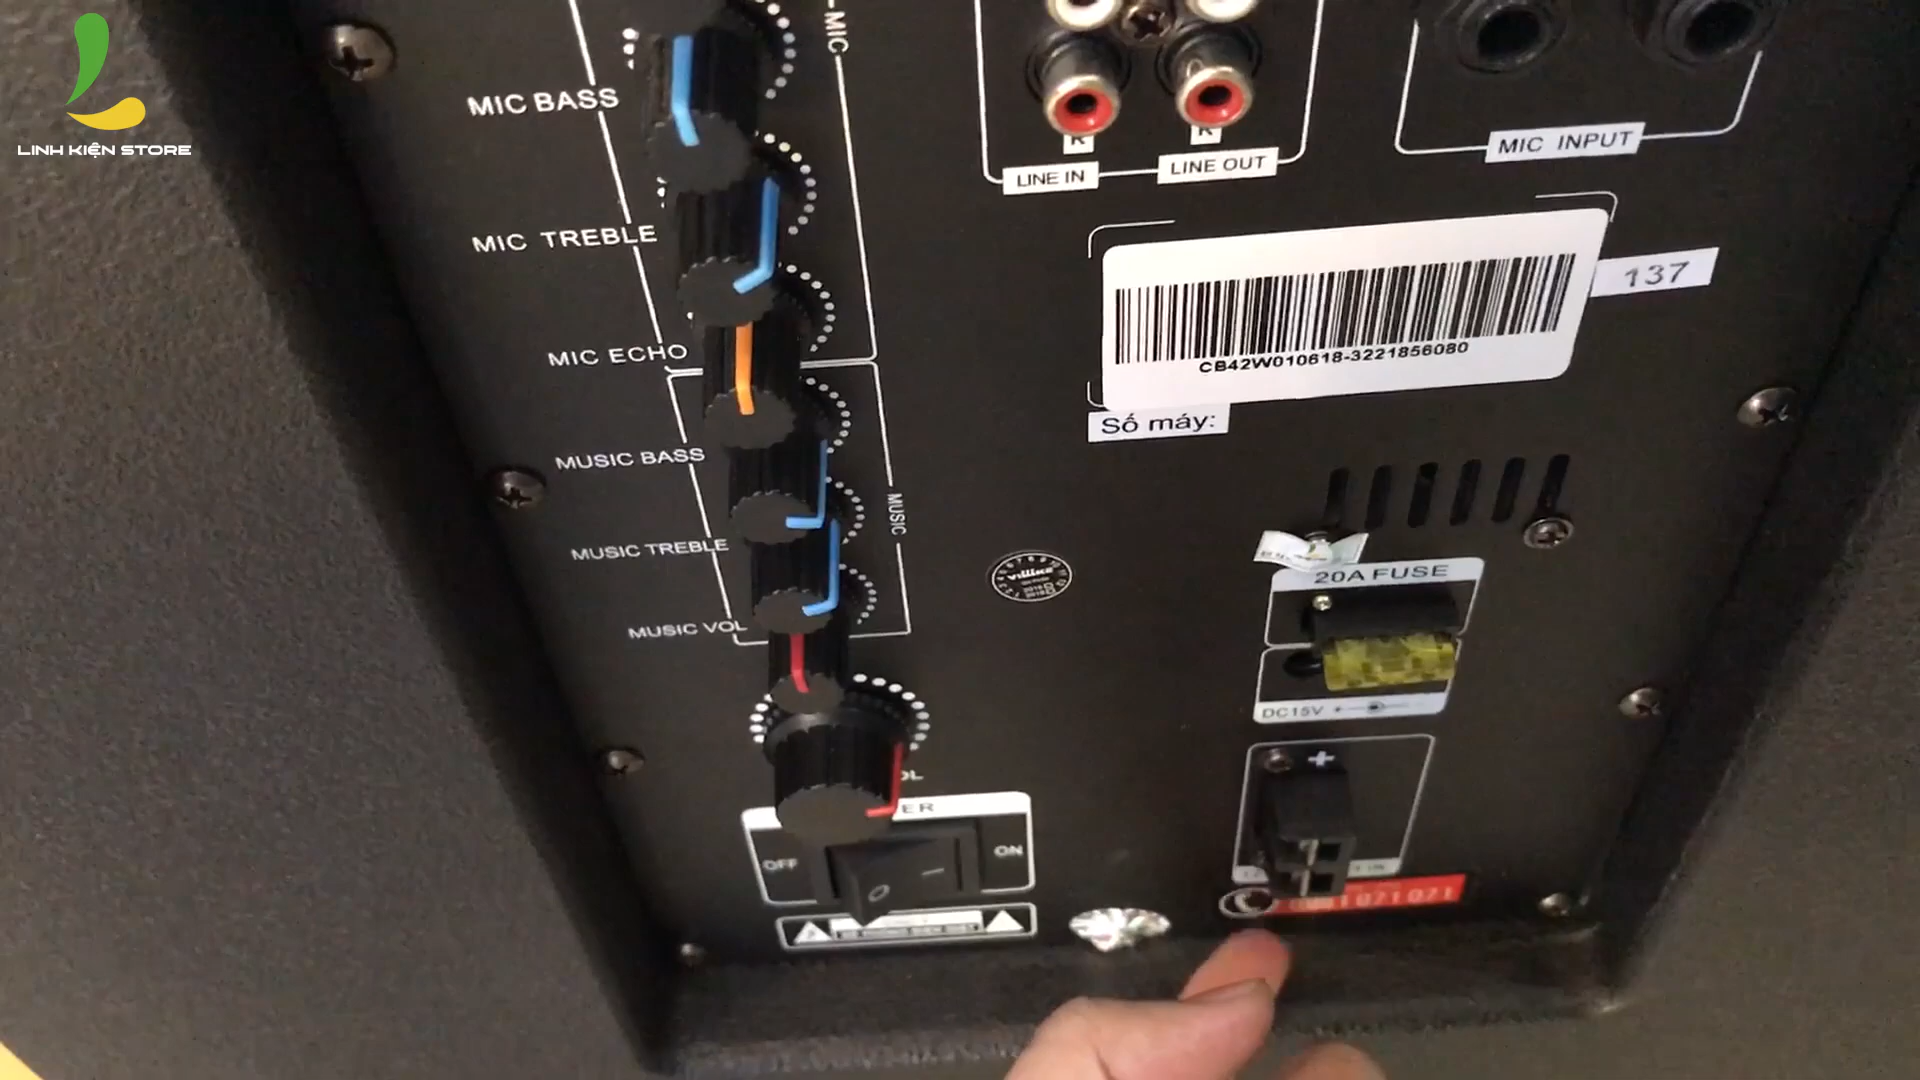 LINH KIỆN STORE
MIC
MIC BASS
MIC TREBLE
MIC ECHO
MUSIC BASS
MUSIC TREBLE
MUSIC VOL
MUSIC
R
R
LINE IN
LINE OUT
MIC INPUT
137
CB42W010618-3221856080
Số máy:
20A FUSE
DC15V
+
OFF
ON